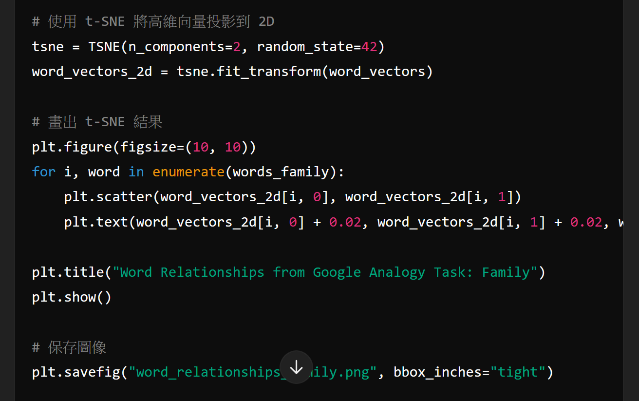 # 使用 t-SNE 將高維向量投影到 2D
tsne = TSNE(n_components=2, random_state=42)
word_vectors_2d = tsne.fit_transform(word_vectors)
# 畫出 t-SNE 結果
plt.figure(figsize=(10, 10))
for i, word in enumerate(words_family):
plt.scatter(word_vectors_2d[i, 0], word_vectors_2d[i, 1])
plt.text(word_vectors_2d[i, 0] + 0.02, word_vectors_2d[i, 1] + 0.02,
plt.title("Word Relationships from Google Analogy Task: Family")
plt.show()
# 保存圖像
plt.savefig("word_relationships_ mily.png", bbox_inches="tight")